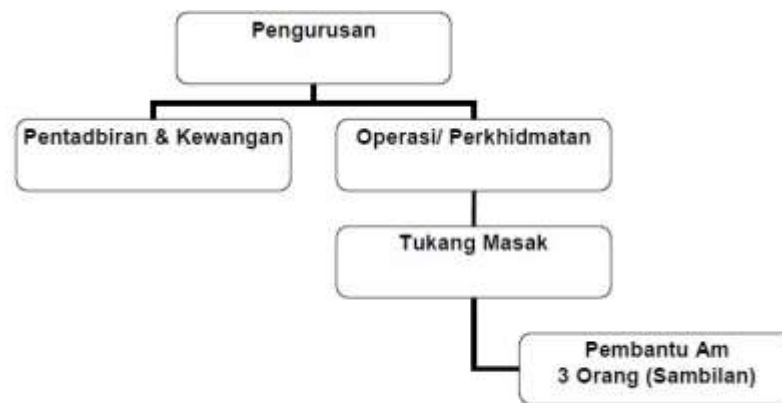 Pengurusan
Pentadbiran & Kewangan
Operasi/ Perkhidmatan
Tukang Masak
Pembantu Am
3 Orang (Sambilan)